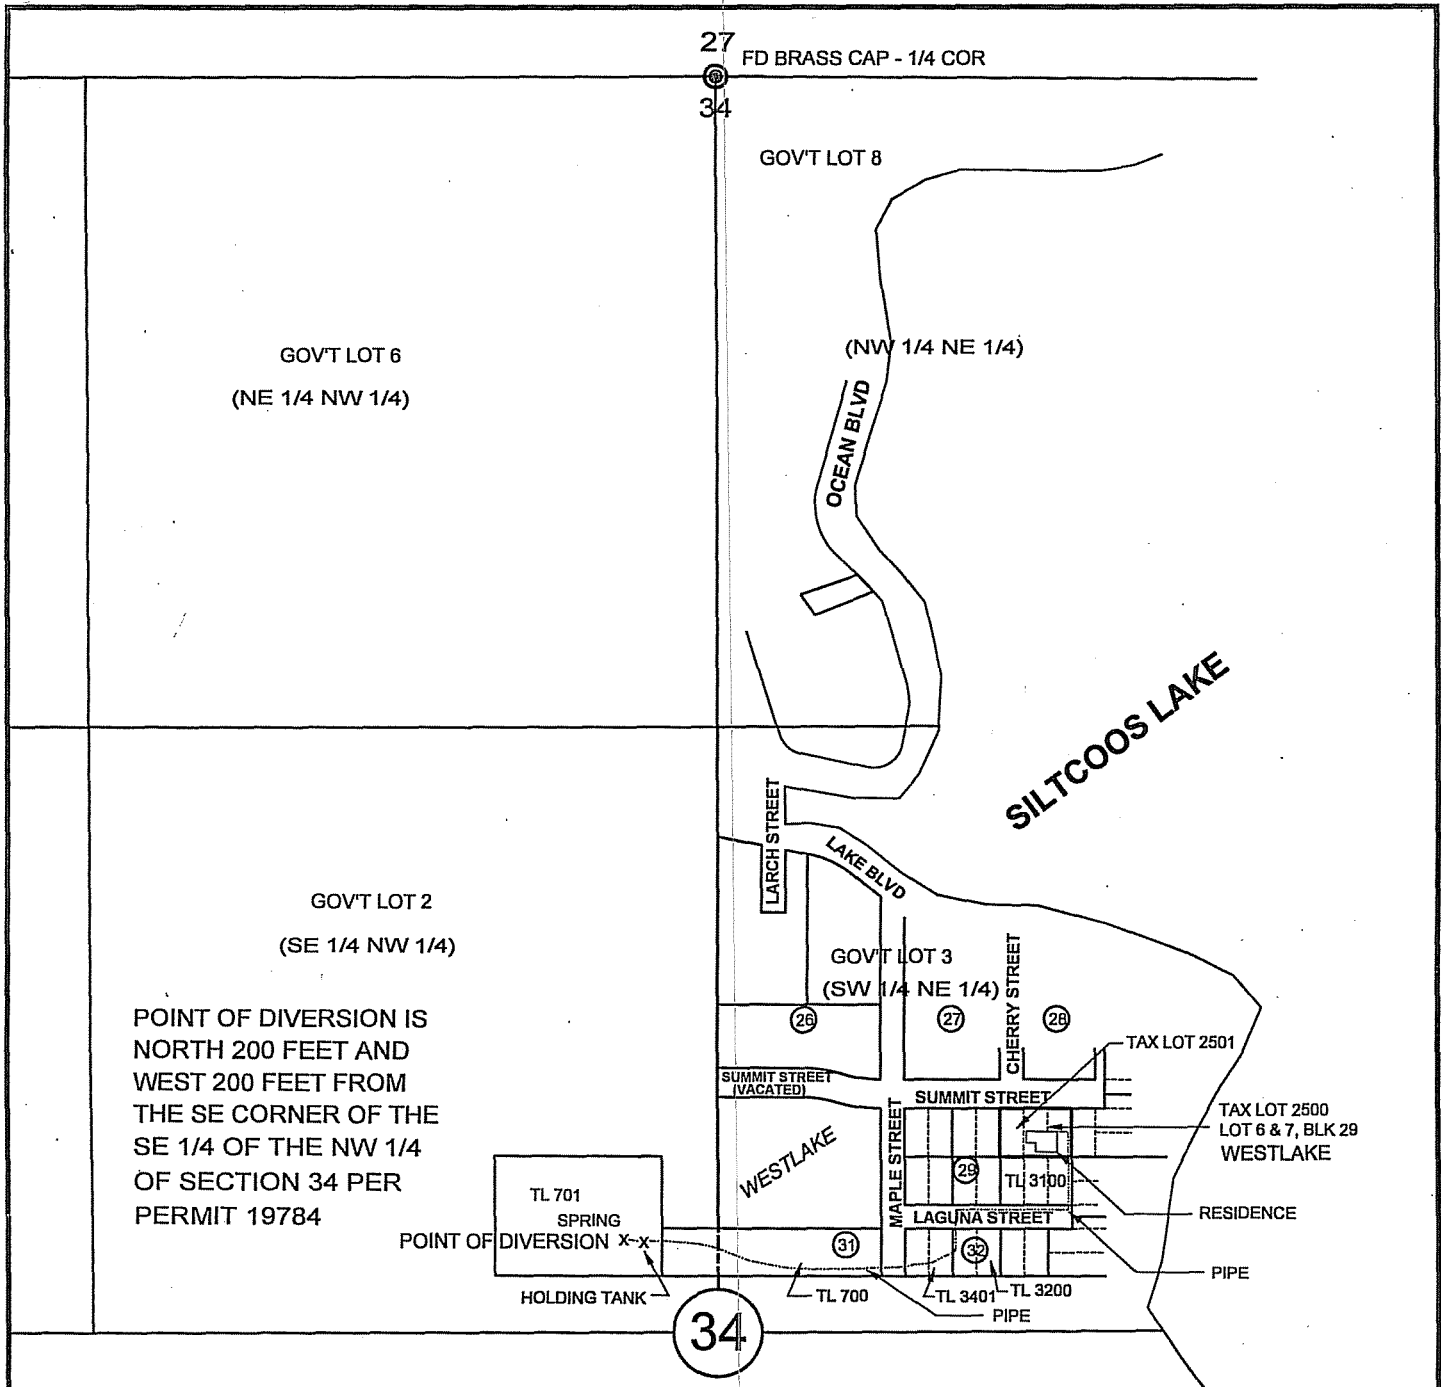 27
FD BRASS CAP - 1/4 COR
34
GOV'T LOT 8
GOV'T LOT 6
(NE 1/4 NW 1/4)
(NW 1/4 NE 1/4)
OCEAN BLVD
SILTCOOS LAKE
LARCH STREET
LAKE BLVD
GOV'T LOT 2
(SE 1/4 NW 1/4)
GOV'T LOT 3
(SW 1/4 NE 1/4)
CHERRY STREET
26
27
28
POINT OF DIVERSION IS
NORTH 200 FEET AND
WEST 200 FEET FROM
THE SE CORNER OF THE
SE 1/4 OF THE NW 1/4
OF SECTION 34 PER
PERMIT 19784
TAX LOT 2501
SUMMIT STREET
(VACATED)
SUMMIT STREET
TAX LOT 2500
LOT 6 & 7, BLK 29
WESTLAKE
MAPLE STREET
WESTLAKE
29
TL 3100
TL 701
SPRING
POINT OF DIVERSION X X
LAGUNA STREET
RESIDENCE
31
32
PIPE
HOLDING TANK
TL 700
TL 3401
TL 3200
PIPE
34